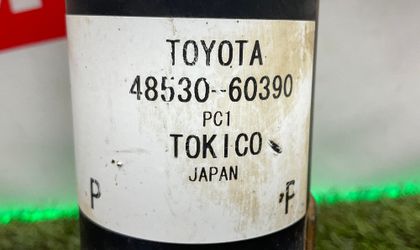 TOYOTA
48530-60390
PC1
TOKICO
JAPAN
P F